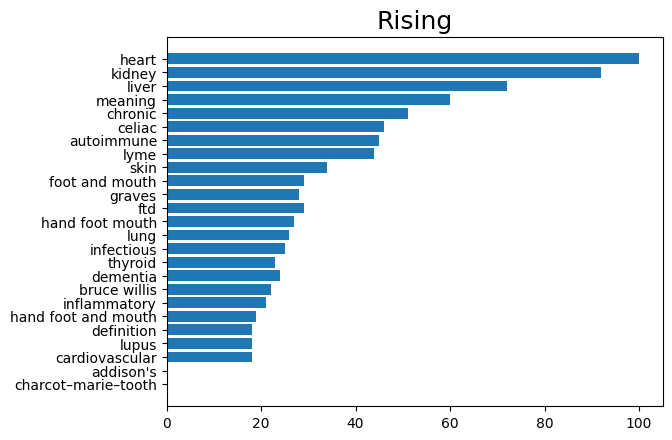 Rising
heart
kidney
liver
meaning
chronic
celiac
autoimmune
lyme
skin
foot and mouth
graves
ftd
hand foot mouth
lung
infectious
thyroid
dementia
bruce willis
inflammatory
hand foot and mouth
definition
lupus
cardiovascular
addison's
charcot–marie–tooth
0 20 40 60 80 100